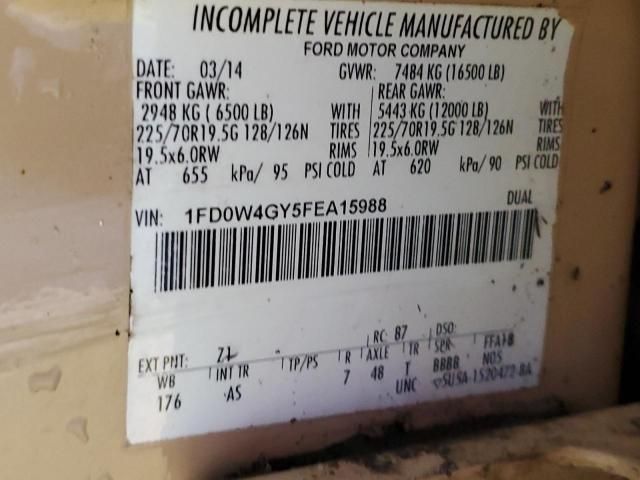 INCOMPLETE VEHICLE MANUFACTURED BY
FORD MOTOR COMPANY
DATE: 03/14 GVWR: 7484 KG (16500 LB)
FRONT GAWR: REAR GAWR:
2948 KG ( 6500 LB) WITH 5443 KG (12000 LB) WITH
225/70R19.5G 128/126N TIRES 225/70R19.5G 128/126N TIRES
19.5x6.0RW RIMS 19.5x6.0RW RIMS
AT 655 kPa/ 95 PSI COLD AT 620 kPa/ 90 PSI COLD
VIN: 1FD0W4GY5FEA15988 DUAL
EXT PNT: Z1 RC: 87 DSO:
WB INT TR TP/PS R AXLE TR SPR
176 AS 7 48 T BBBB N05
UNC